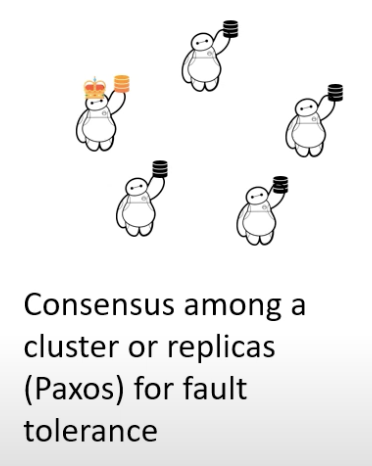 Consensus among a
cluster or replicas
(Paxos) for fault
tolerance